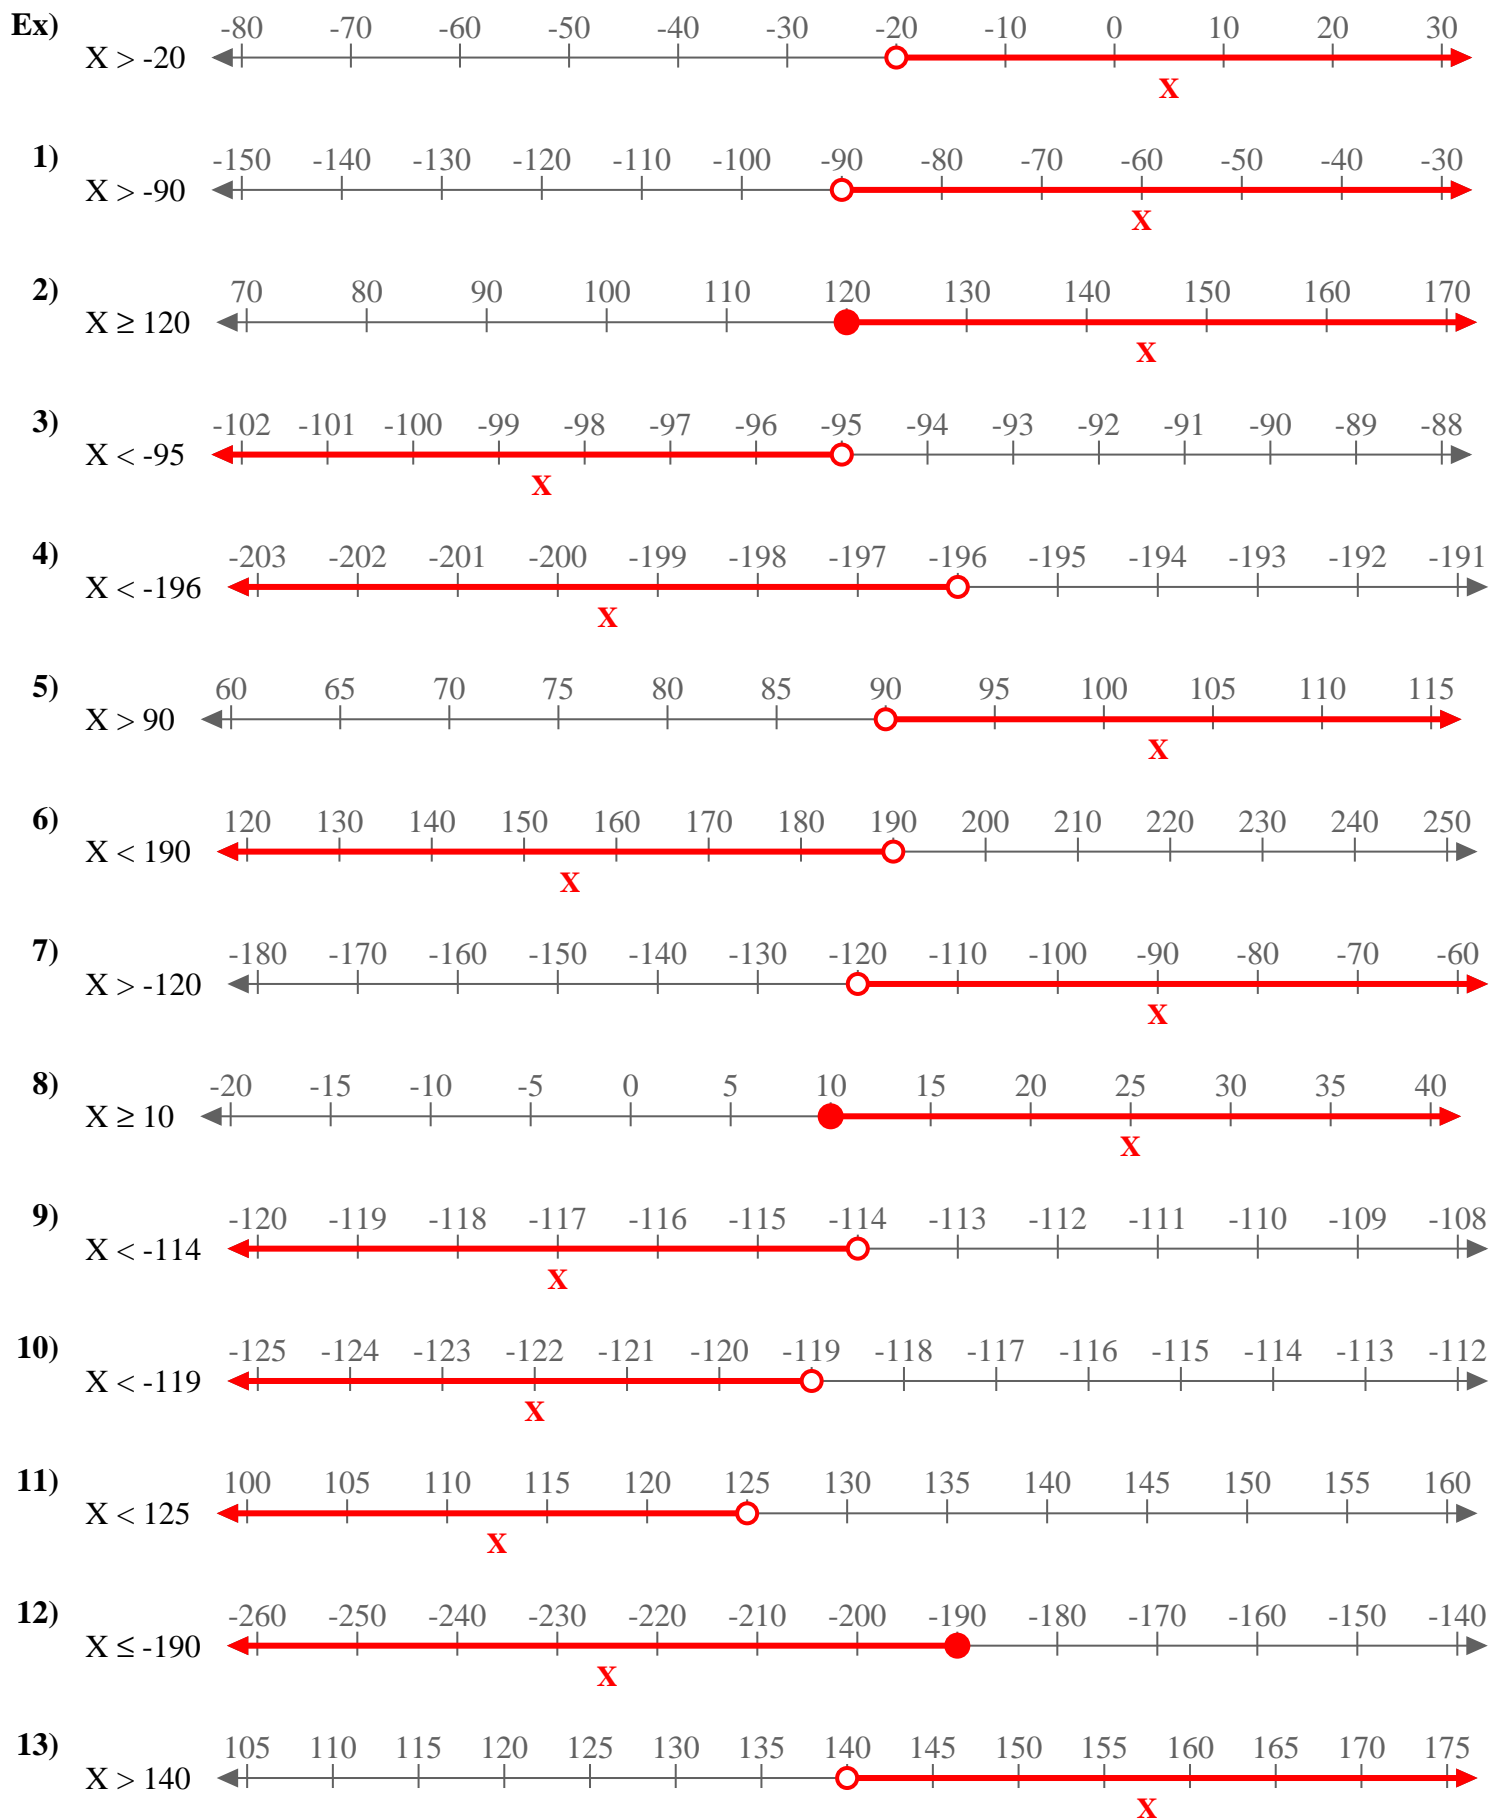 Ex) -80 -70 -60 -50 -40 -30 -20 -10 0 10 20 30
X > -20
X
1) -150 -140 -130 -120 -110 -100 -90 -80 -70 -60 -50 -40 -30
X > -90
X
2) 70 80 90 100 110 120 130 140 150 160 170
X ≥ 120
X
3) -102 -101 -100 -99 -98 -97 -96 -95 -94 -93 -92 -91 -90 -89 -88
X < -95
X
4) -203 -202 -201 -200 -199 -198 -197 -196 -195 -194 -193 -192 -191
X < -196
X
5) 60 65 70 75 80 85 90 95 100 105 110 115
X > 90
X
6) 120 130 140 150 160 170 180 190 200 210 220 230 240 250
X < 190
X
7) -180 -170 -160 -150 -140 -130 -120 -110 -100 -90 -80 -70 -60
X > -120
X
8) -20 -15 -10 -5 0 5 10 15 20 25 30 35 40
X ≥ 10
X
9) -120 -119 -118 -117 -116 -115 -114 -113 -112 -111 -110 -109 -108
X < -114
X
10) -125 -124 -123 -122 -121 -120 -119 -118 -117 -116 -115 -114 -113 -112
X < -119
X
11) 100 105 110 115 120 125 130 135 140 145 150 155 160
X < 125
X
12) -260 -250 -240 -230 -220 -210 -200 -190 -180 -170 -160 -150 -140
X ≤ -190
X
13) 105 110 115 120 125 130 135 140 145 150 155 160 165 170 175
X > 140
X